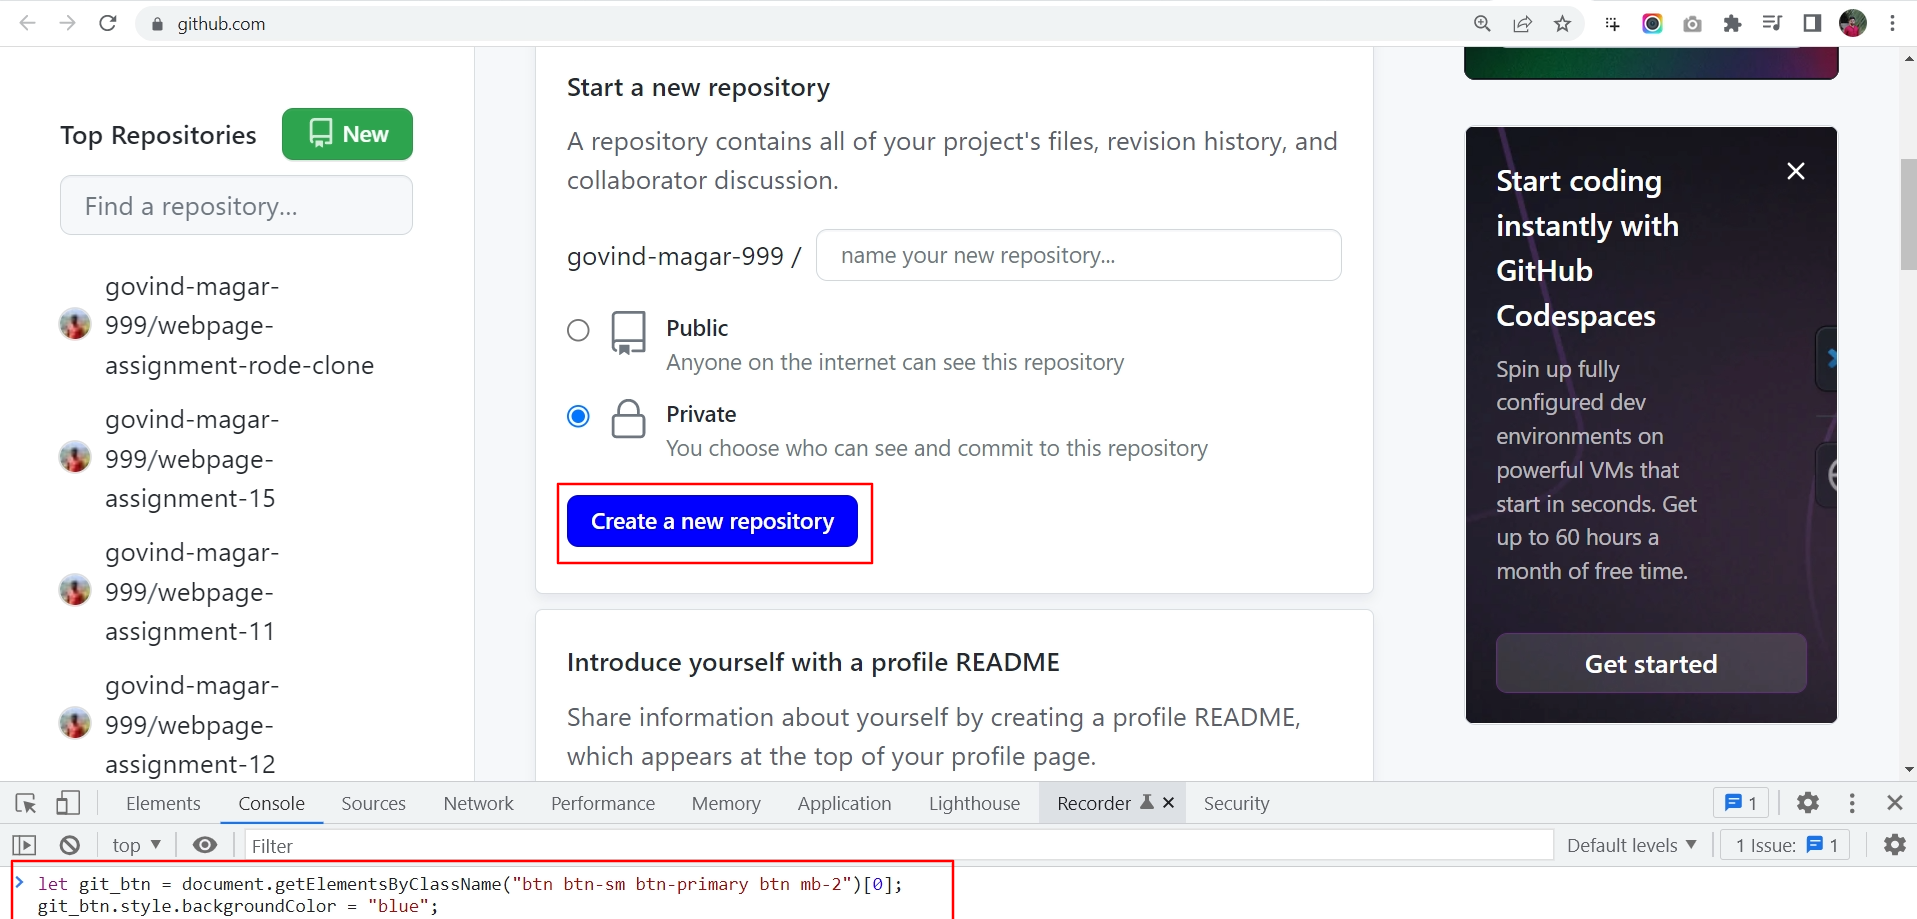 github.com
Top Repositories
New
Find a repository...
govind-magar-
999/webpage-
assignment-rode-clone
govind-magar-
999/webpage-
assignment-15
govind-magar-
999/webpage-
assignment-11
govind-magar-
999/webpage-
assignment-12
Start a new repository
A repository contains all of your project's files, revision history, and
collaborator discussion.
govind-magar-999 /
name your new repository...
Public
Anyone on the internet can see this repository
Private
You choose who can see and commit to this repository
Create a new repository
Introduce yourself with a profile README
Share information about yourself by creating a profile README,
which appears at the top of your profile page.
Start coding
instantly with
GitHub
Codespaces
Spin up fully
configured dev
environments on
powerful VMs that
start in seconds. Get
up to 60 hours a
month of free time.
Get started
Elements Console Sources Network Performance Memory Application Lighthouse Recorder Security 1
top Filter Default levels 1 Issue: 1
let git_btn = document.getElementsByClassName("btn btn-sm btn-primary btn mb-2")[0];
git_btn.style.backgroundColor = "blue";